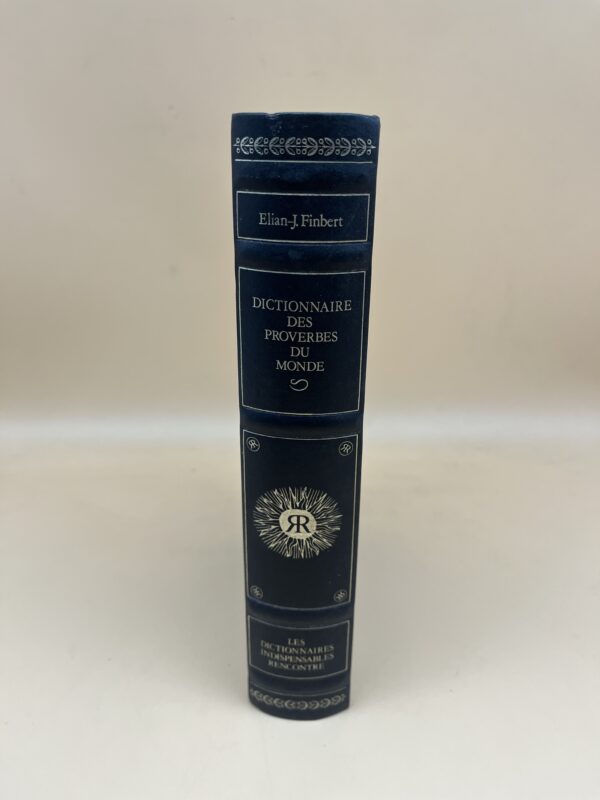 Elian-J. Finbert
DICTIONNAIRE
DES
PROVERBES
DU
MONDE
RR
LES
DICTIONNAIRES
INDISPENSABLES
RENCONTRE